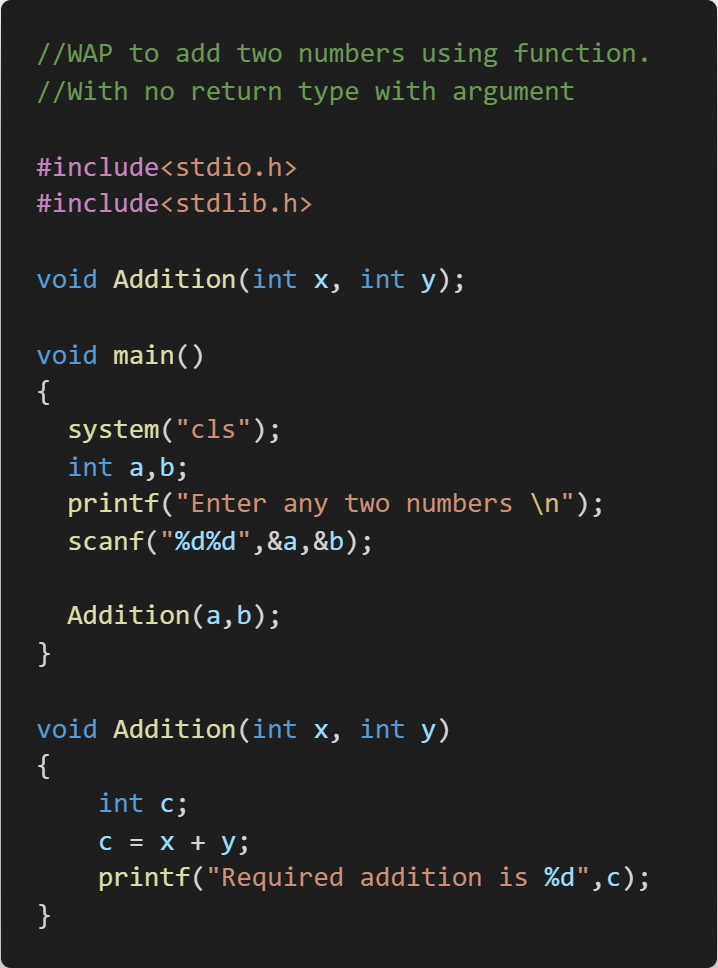 //WAP to add two numbers using function.
//With no return type with argument
#include<stdio.h>
#include<stdlib.h>
void Addition(int x, int y);
void main()
{
  system("cls");
  int a,b;
  printf("Enter any two numbers \n");
  scanf("%d%d",&a,&b);
  Addition(a,b);
}
void Addition(int x, int y)
{
    int c;
    c = x + y;
    printf("Required addition is %d",c);
}